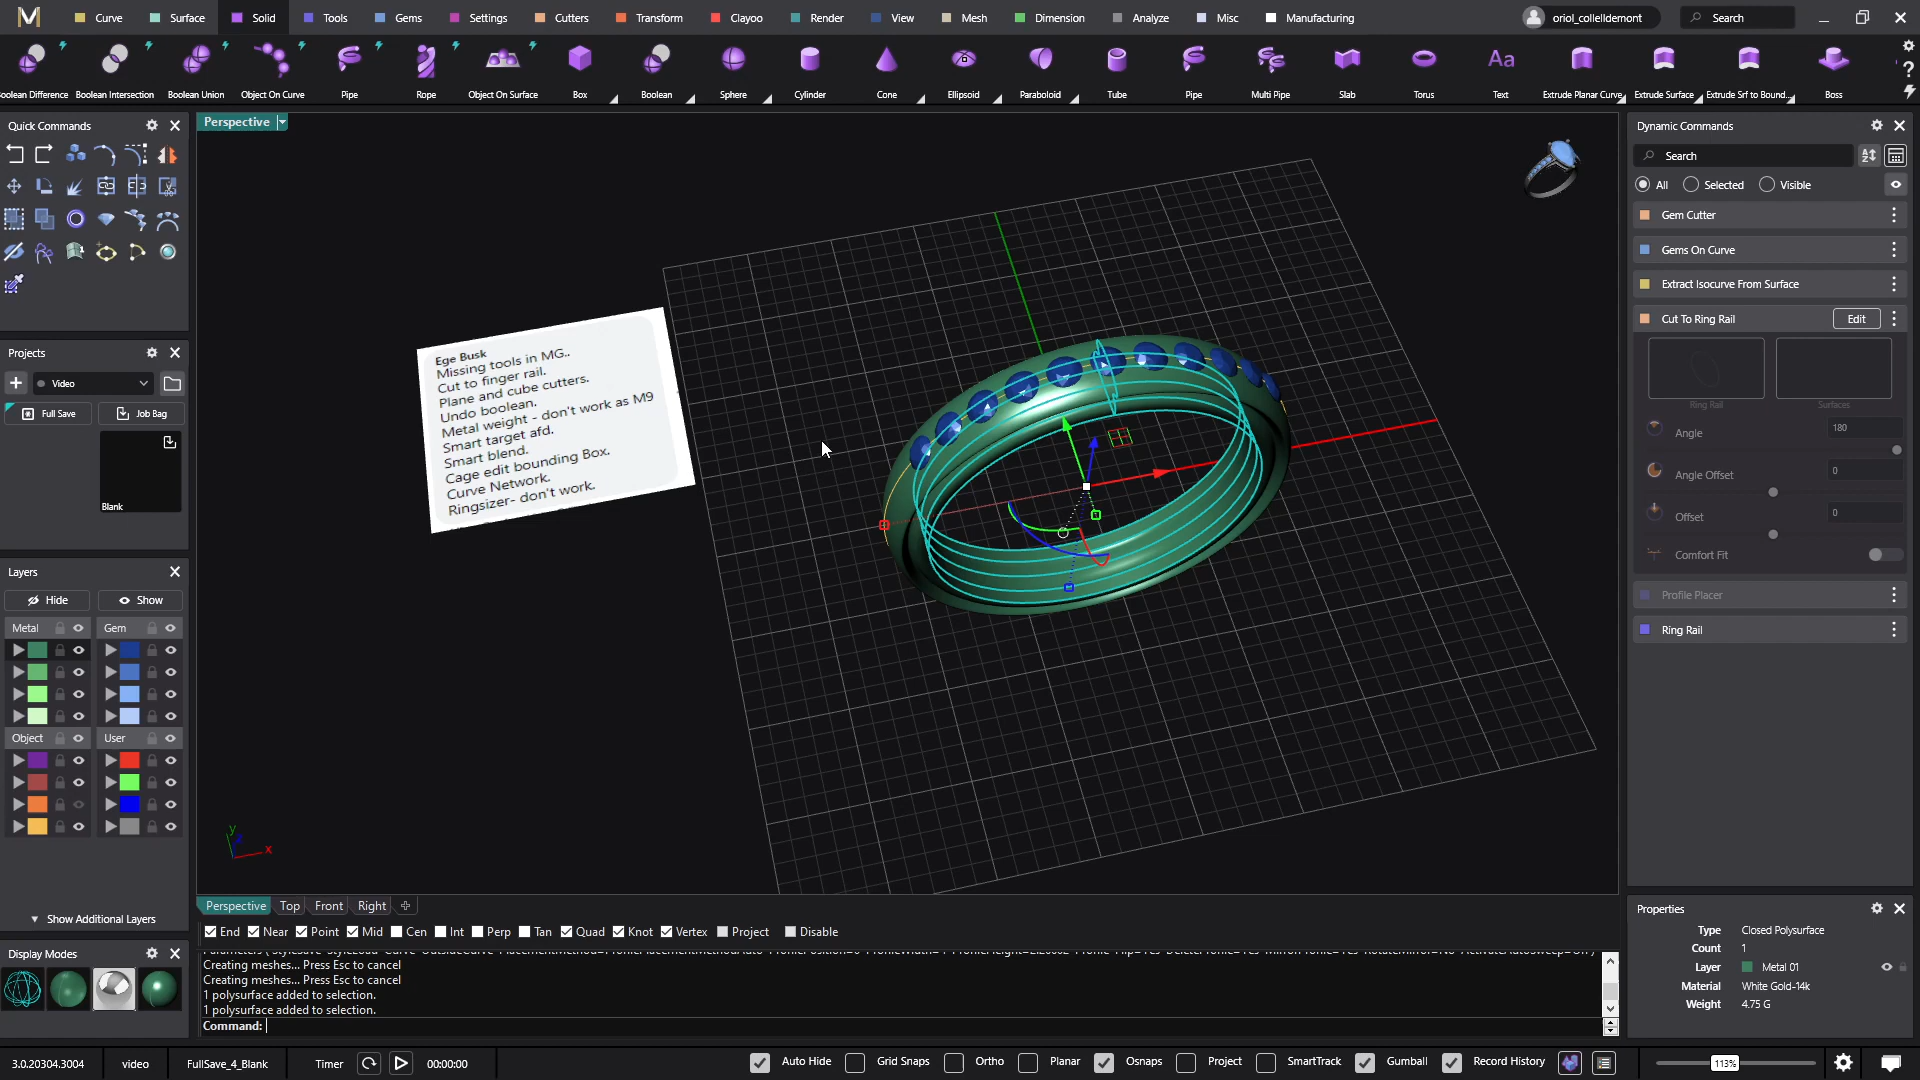 Curve
Surface
Solid
Tools
Gems
Settings
Cutters
Transform
Clayoo
Render
View
Mesh
Dimension
Analyze
Misc
Manufacturing
oriol_collelldemont
Search
oolean Difference
Boolean Intersection
Boolean Union
Object On Curve
Pipe
Rope
Object On Surface
Box
Boolean
Sphere
Cylinder
Cone
Ellipsoid
Paraboloid
Tube
Pipe
Multi Pipe
Slab
Torus
Aa
Text
Extrude Planar Curve
Extrude Surface
Extrude Srf to Bound...
Boss
Quick Commands
Projects
Video
Full Save
Job Bag
Blank
Layers
Hide
Show
Metal
Gem
Object
User
Show Additional Layers
Display Modes
Perspective
Ege Busk
Missing tools in MG..
Cut to finger rail.
Plane and cube cutters.
Undo boolean.
Metal weight - don't work as M9
Smart target afd.
Smart blend.
Cage edit bounding Box.
Curve Network.
Ringsizer- don't work.
y
x
Perspective
Top
Front
Right
End
Near
Point
Mid
Cen
Int
Perp
Tan
Quad
Knot
Vertex
Project
Disable
Creating meshes... Press Esc to cancel
Creating meshes... Press Esc to cancel
1 polysurface added to selection.
1 polysurface added to selection.
Command:
Dynamic Commands
Search
All
Selected
Visible
Gem Cutter
Gems On Curve
Extract Isocurve From Surface
Cut To Ring Rail
Edit
Ring Rail
Surfaces
Angle
180
Angle Offset
0
Offset
0
Comfort Fit
Profile Placer
Ring Rail
Properties
Type Closed Polysurface
Count 1
Layer Metal 01
Material White Gold-14k
Weight 4.75 G
3.0.20304.3004
video
FullSave_4_Blank
Timer
00:00:00
Auto Hide
Grid Snaps
Ortho
Planar
Osnaps
Project
SmartTrack
Gumball
Record History
113%